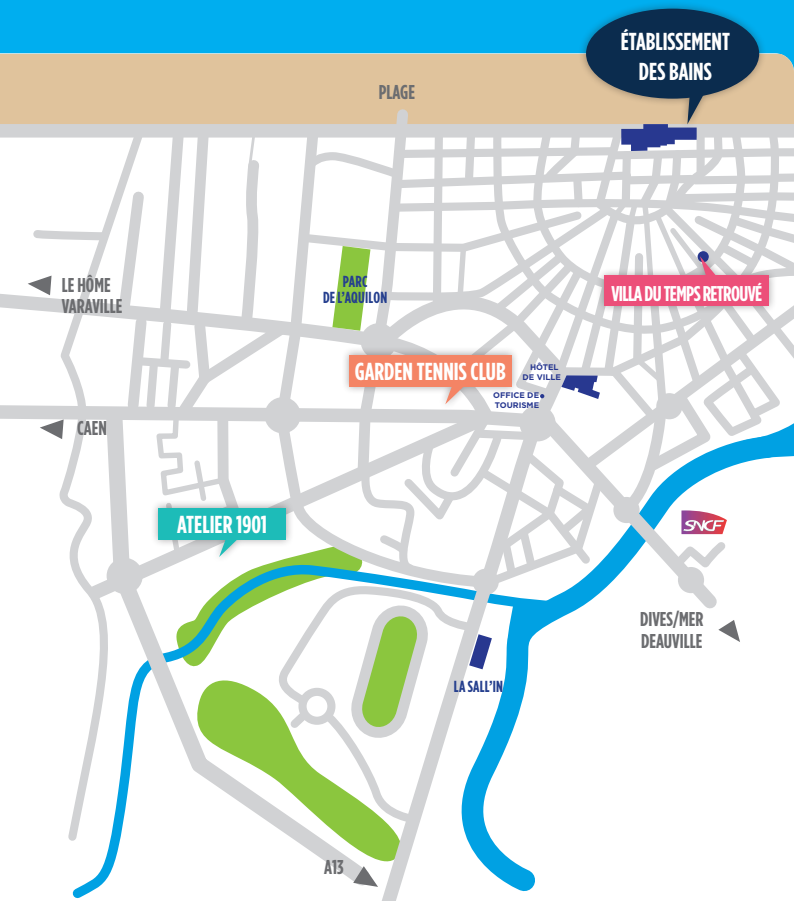 ÉTABLISSEMENT
DES BAINS
PLAGE
LE HÔME
VARAVILLE
PARC
DE L'AQUILON
VILLA DU TEMPS RETROUVÉ
GARDEN TENNIS CLUB
HÔTEL
DE VILLE
OFFICE DE
TOURISME
CAEN
ATELIER 1901
SNCF
DIVES/MER
DEAUVILLE
LA SALL'IN
A13